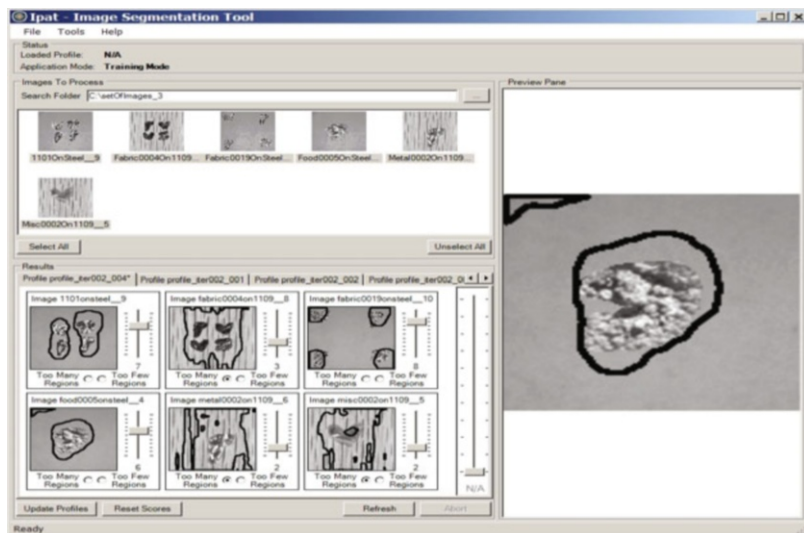 Ipat - Image Segmentation Tool
File Tools Help
Status
Loaded Profile: N/A
Application Mode: Training Mode
Images To Process
Search Folder C:\setOfImages_3 ...
1101OnSteel__9 Fabric0004On1109... Fabric0019OnSteel... Food0005OnSteel... Metal0002On1109...
Misc0002On1109__5
Select All Unselect All
Results
Profile profile_iter002_004* Profile profile_iter002_001 Profile profile_iter002_002 Profile profile_iter002_0
Image 1101onsteel__9 Image fabric0004on1109__8 Image fabric0019onsteel__10
7 3 8
Too Many Regions Too Few Regions Too Many Regions Too Few Regions Too Many Regions Too Few Regions
Image food0005onsteel__4 Image metal0002on1109__6 Image misc0002on1109__5
6 2 2
Too Many Regions Too Few Regions Too Many Regions Too Few Regions Too Many Regions Too Few Regions
N/A
Update Profiles Reset Scores Refresh Abort
Preview Pane
Ready